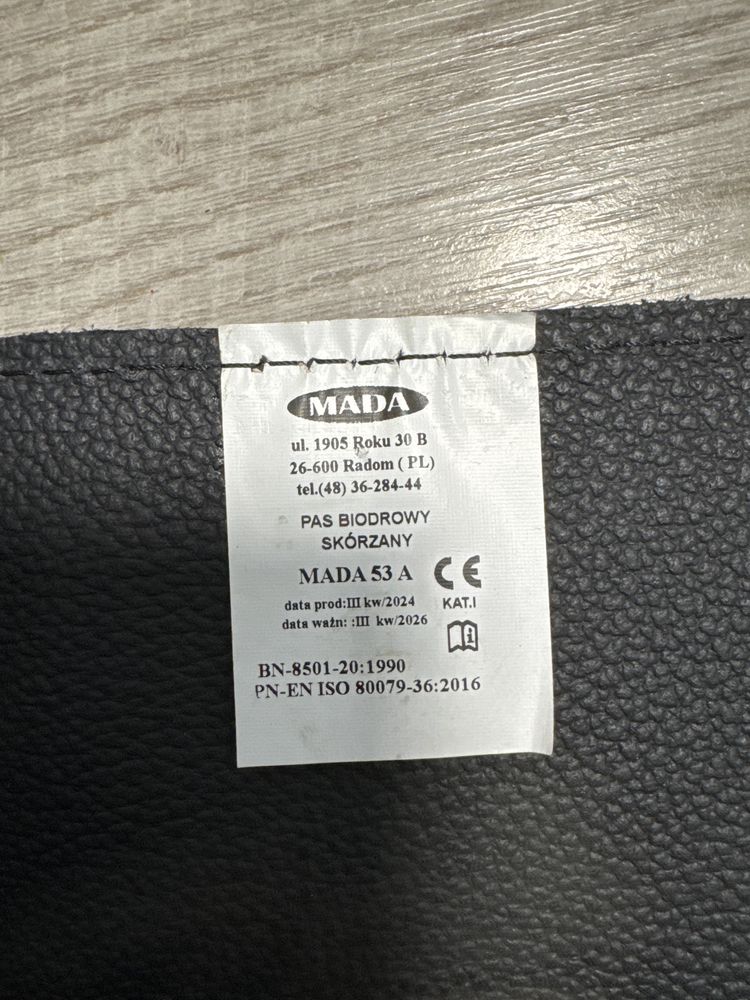 MADA
ul. 1905 Roku 30 B
26-600 Radom ( PL)
tel.(48) 36-284-44
PAS BIODROWY
SKÓRZANY
MADA 53 A CE
data prod:III kw/2024 KAT.I
data ważn: :III kw/2026
i
BN-8501-20:1990
PN-EN ISO 80079-36:2016